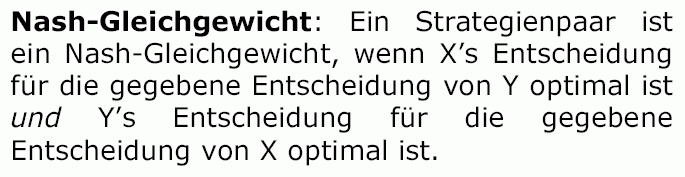 Nash-Gleichgewicht: Ein Strategienpaar ist
ein Nash-Gleichgewicht, wenn X’s Entscheidung
für die gegebene Entscheidung von Y optimal ist
und Y’s Entscheidung für die gegebene
Entscheidung von X optimal ist.